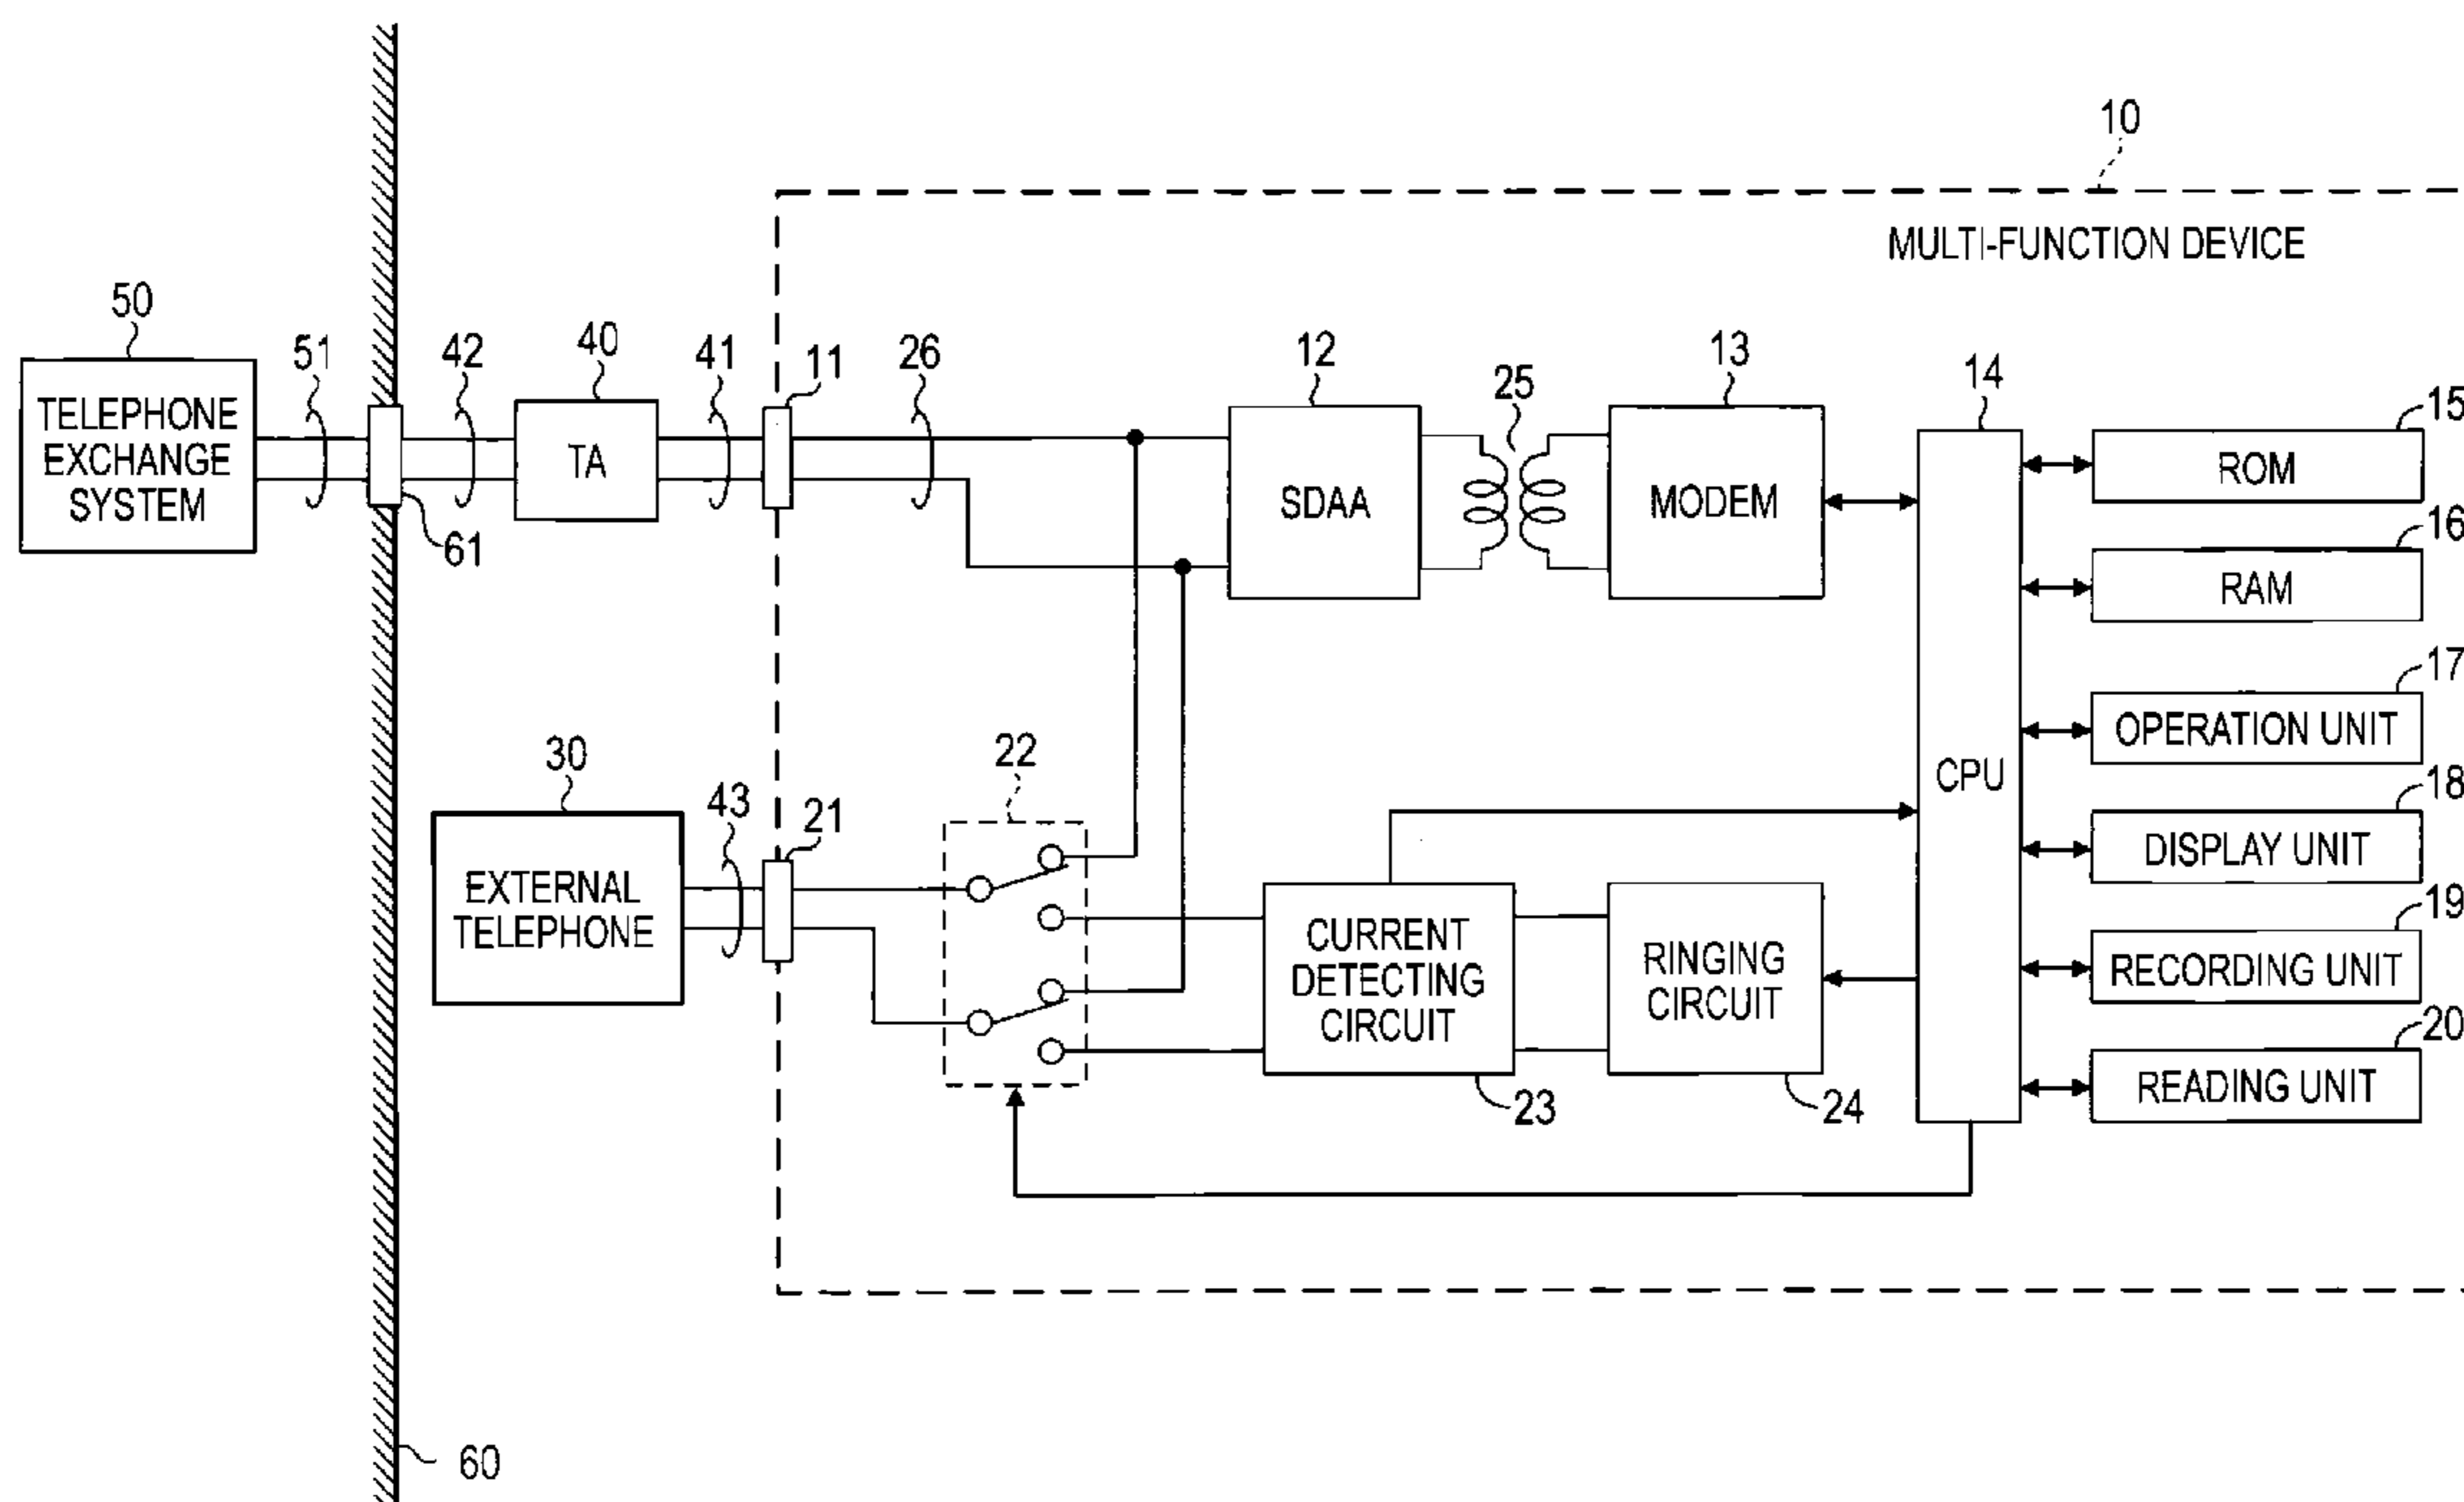 10
MULTI-FUNCTION DEVICE
50
51
42
40
41
11
26
12
25
13
14
15
TELEPHONE
EXCHANGE
SYSTEM
TA
SDAA
MODEM
ROM
61
16
RAM
17
OPERATION UNIT
30
43
21
22
CPU
18
DISPLAY UNIT
EXTERNAL
TELEPHONE
CURRENT
DETECTING
CIRCUIT
RINGING
CIRCUIT
19
RECORDING UNIT
20
READING UNIT
23
24
60